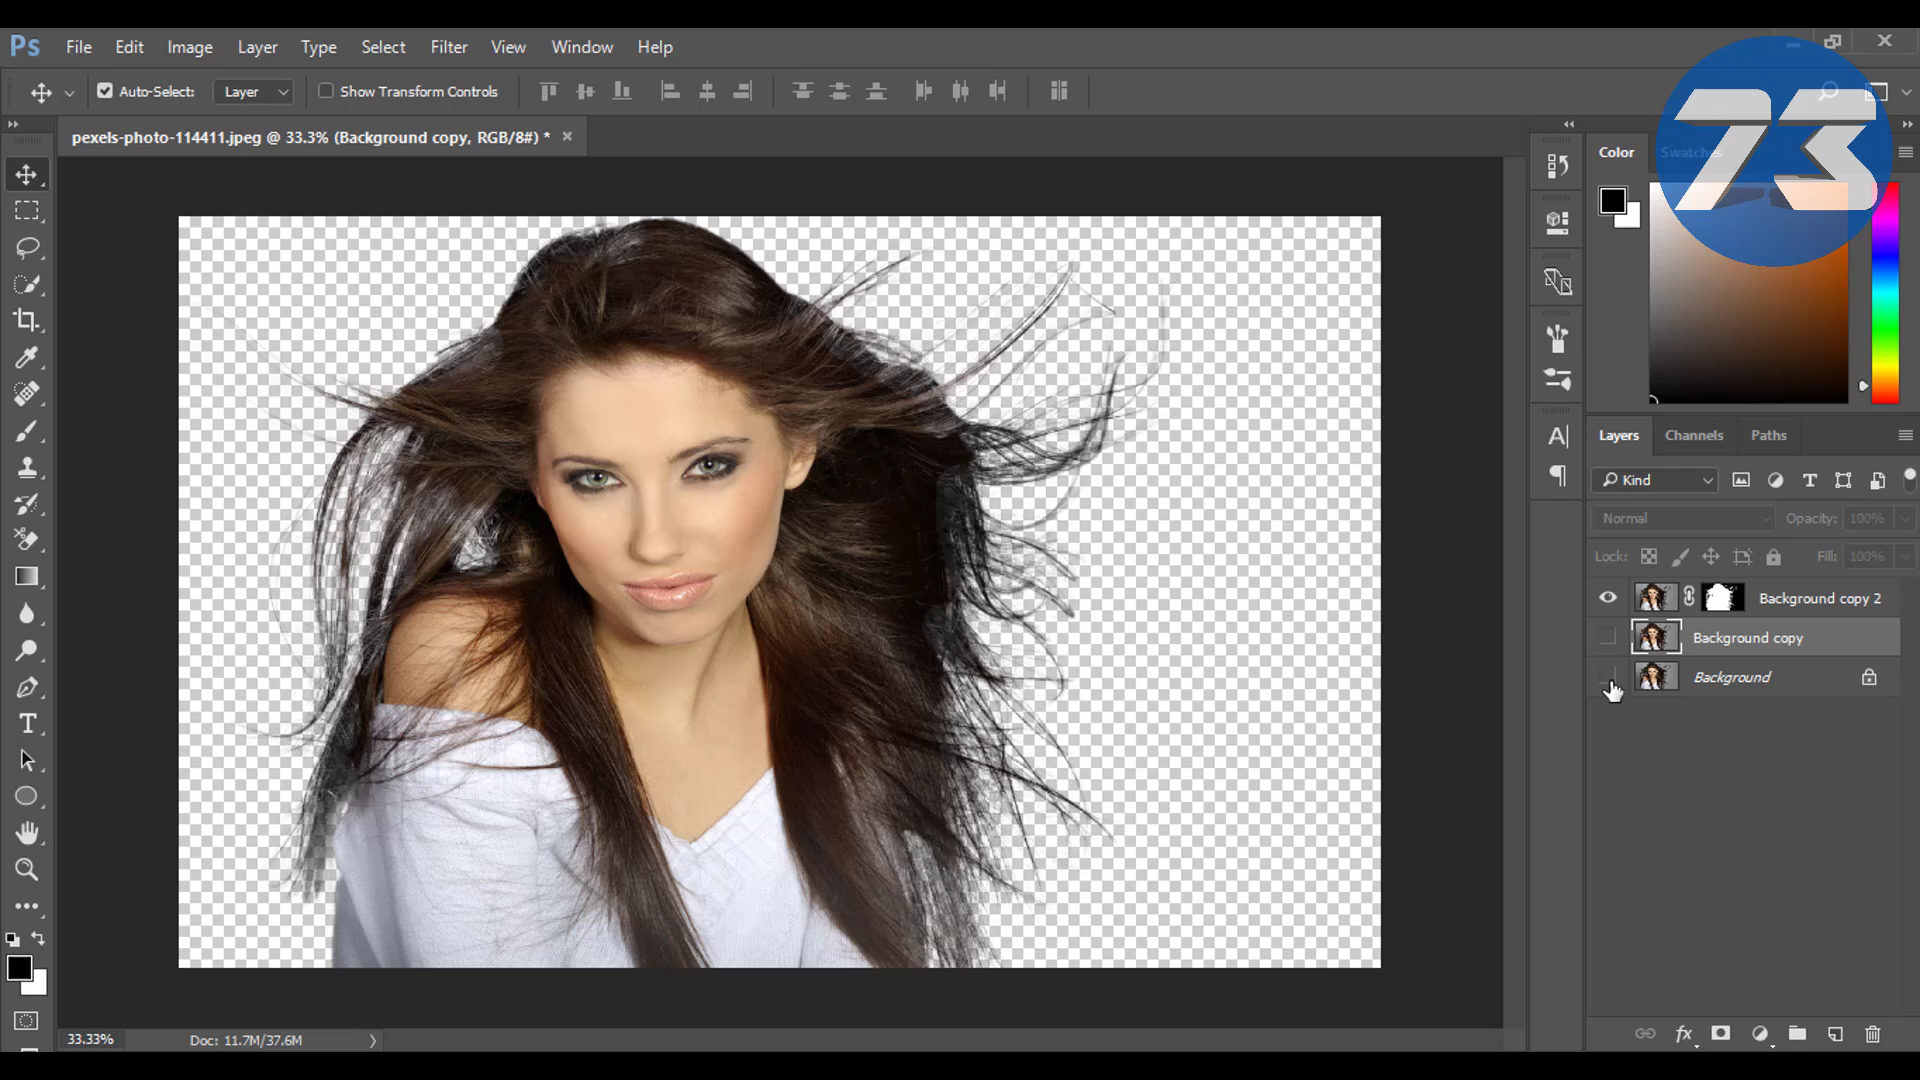 Ps File Edit Image Layer Type Select Filter View Window Help
Auto-Select: Layer Show Transform Controls
pexels-photo-114411.jpeg @ 33.3% (Background copy, RGB/8#) * ×
73
Color Swatches
Layers Channels Paths
Kind
Normal Opacity: 100%
Lock: Fill: 100%
Background copy 2
Background copy
Background
33.33% Doc: 11.7M/37.6M